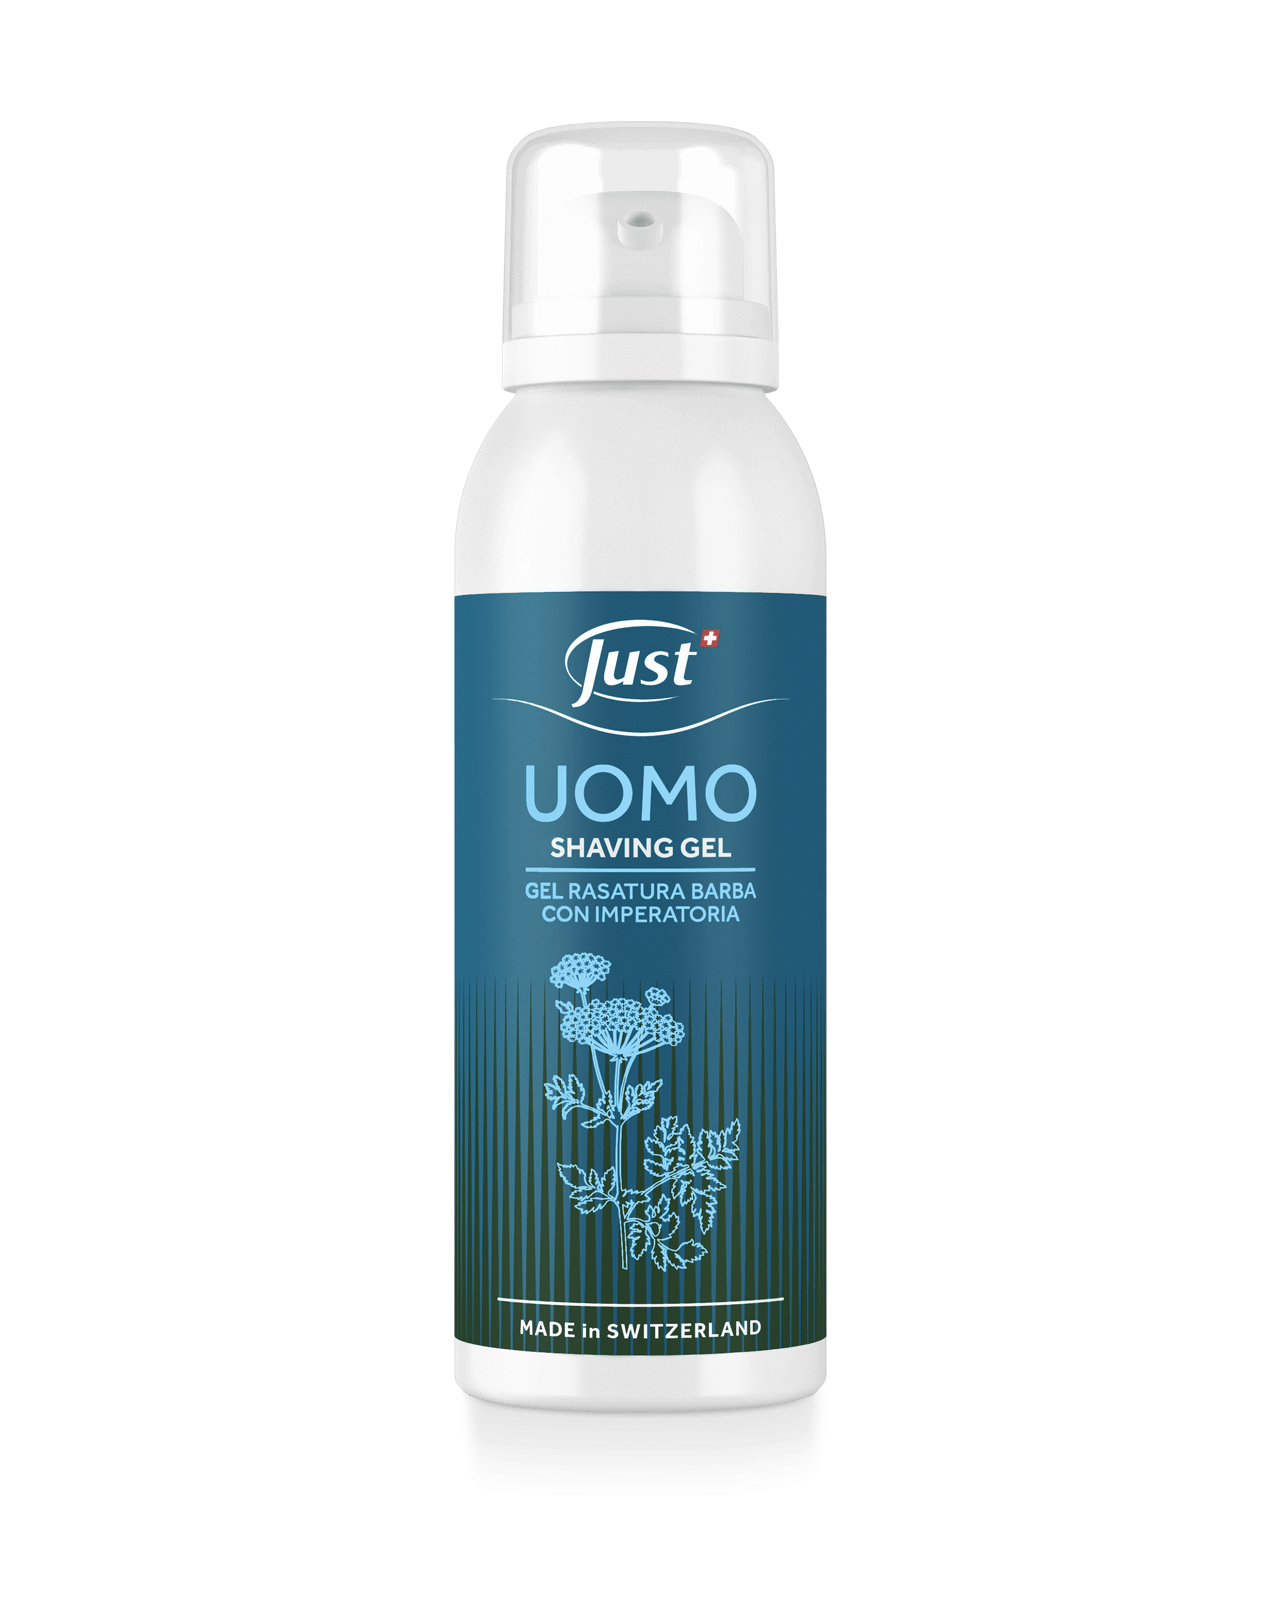 Just
UOMO
SHAVING GEL
GEL RASATURA BARBA
CON IMPERATORIA
MADE in SWITZERLAND